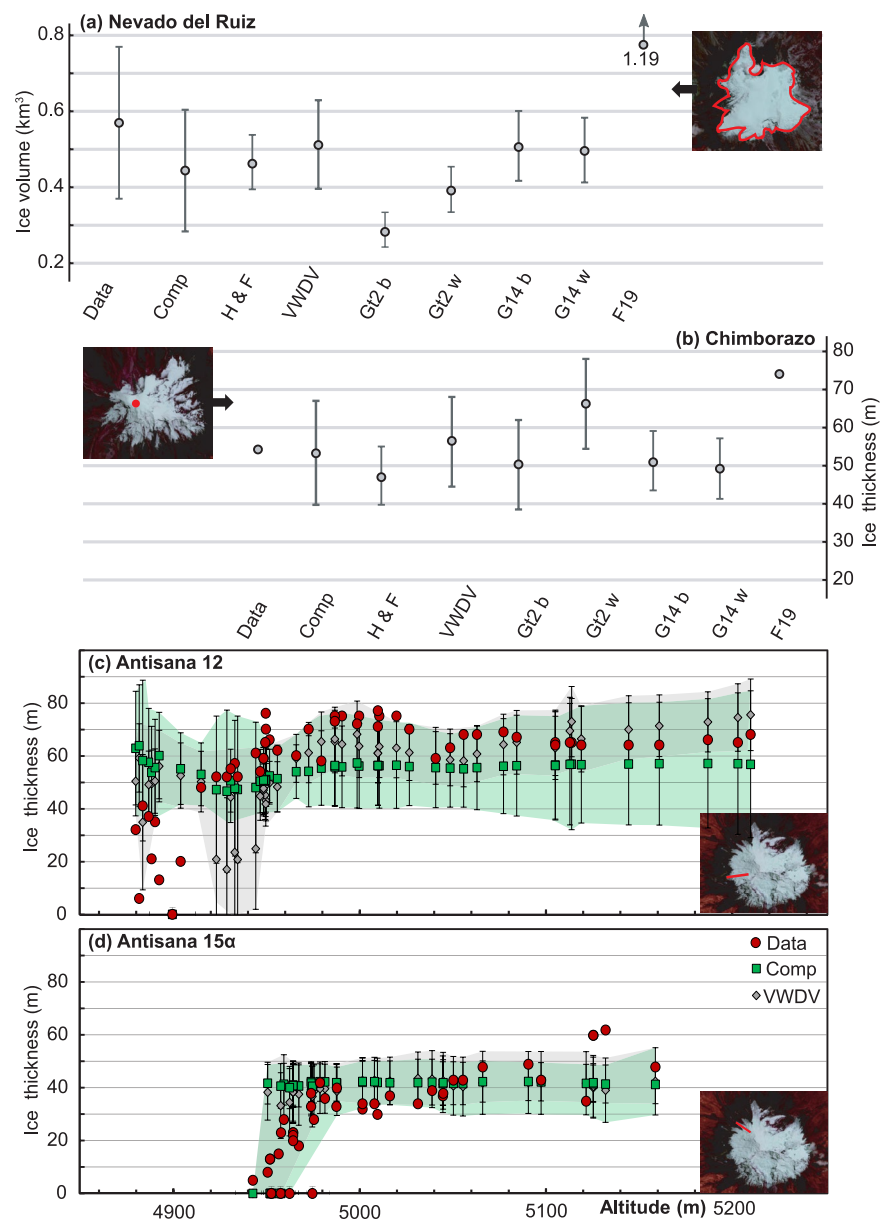 (a) Nevado del Ruiz
Ice volume (km³)
0.8
0.6
0.4
0.2
1.19
Data
Comp
H & F
VWDV
Gt2 b
Gt2 w
G14 b
G14 w
F19
(b) Chimborazo
Ice thickness (m)
80
70
60
50
40
30
20
Data
Comp
H & F
VWDV
Gt2 b
Gt2 w
G14 b
G14 w
F19
(c) Antisana 12
Ice thickness (m)
80
60
40
20
0
(d) Antisana 15α
Data
Comp
VWDV
Ice thickness (m)
80
60
40
20
0
4900
5000
5100
Altitude (m)
5200